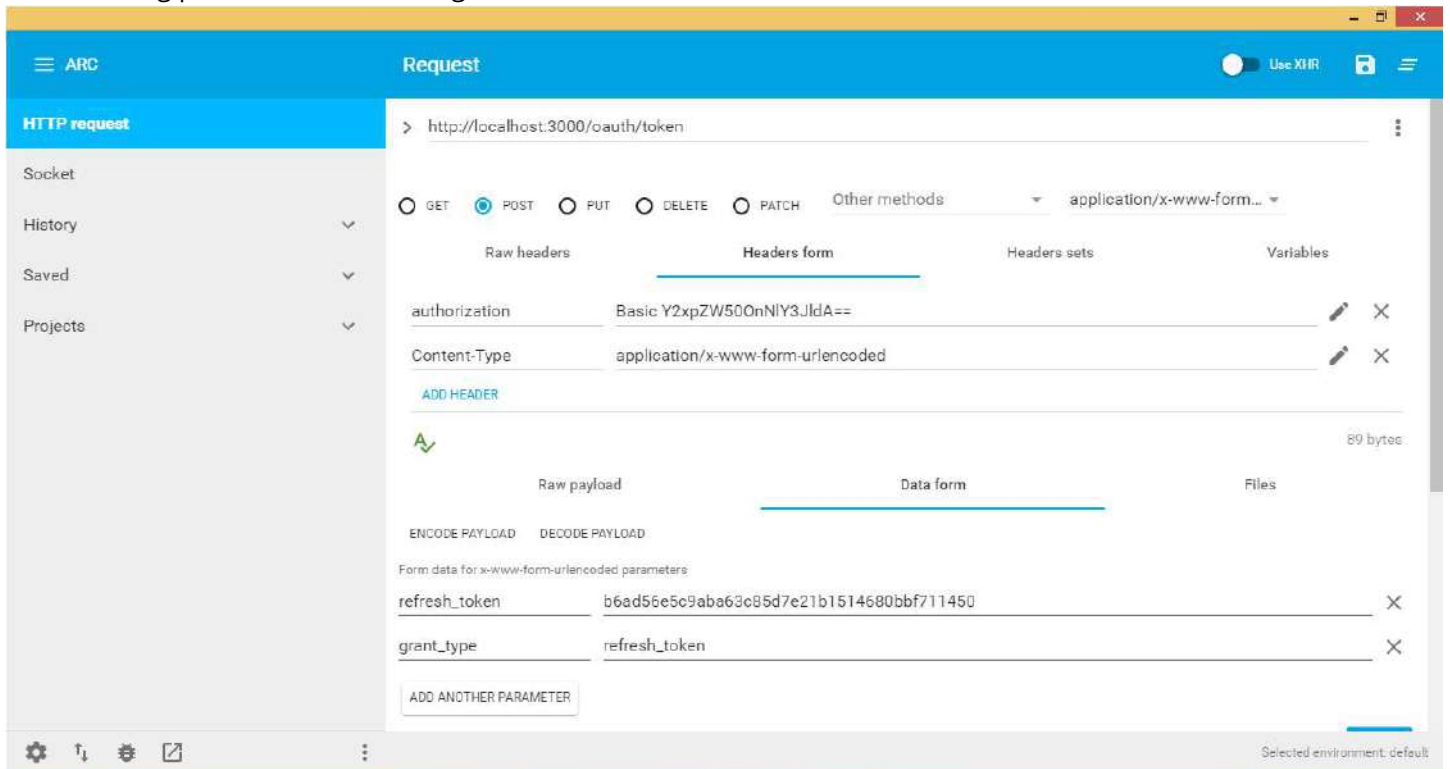 ARC
Request
Use XHR
HTTP request
http://localhost:3000/oauth/token
Socket
GET POST PUT DELETE PATCH Other methods application/x-www-form...
History
Raw headers Headers form Headers sets Variables
Saved
authorization Basic Y2xpZW50OnNlY3JldA==
Projects
Content-Type application/x-www-form-urlencoded
ADD HEADER
89 bytes
Raw payload Data form Files
ENCODE PAYLOAD DECODE PAYLOAD
Form data for x-www-form-urlencoded parameters
refresh_token b6ad56e5c9aba63c85d7e21b1514680bbf711450
grant_type refresh_token
ADD ANOTHER PARAMETER
Selected environment: default